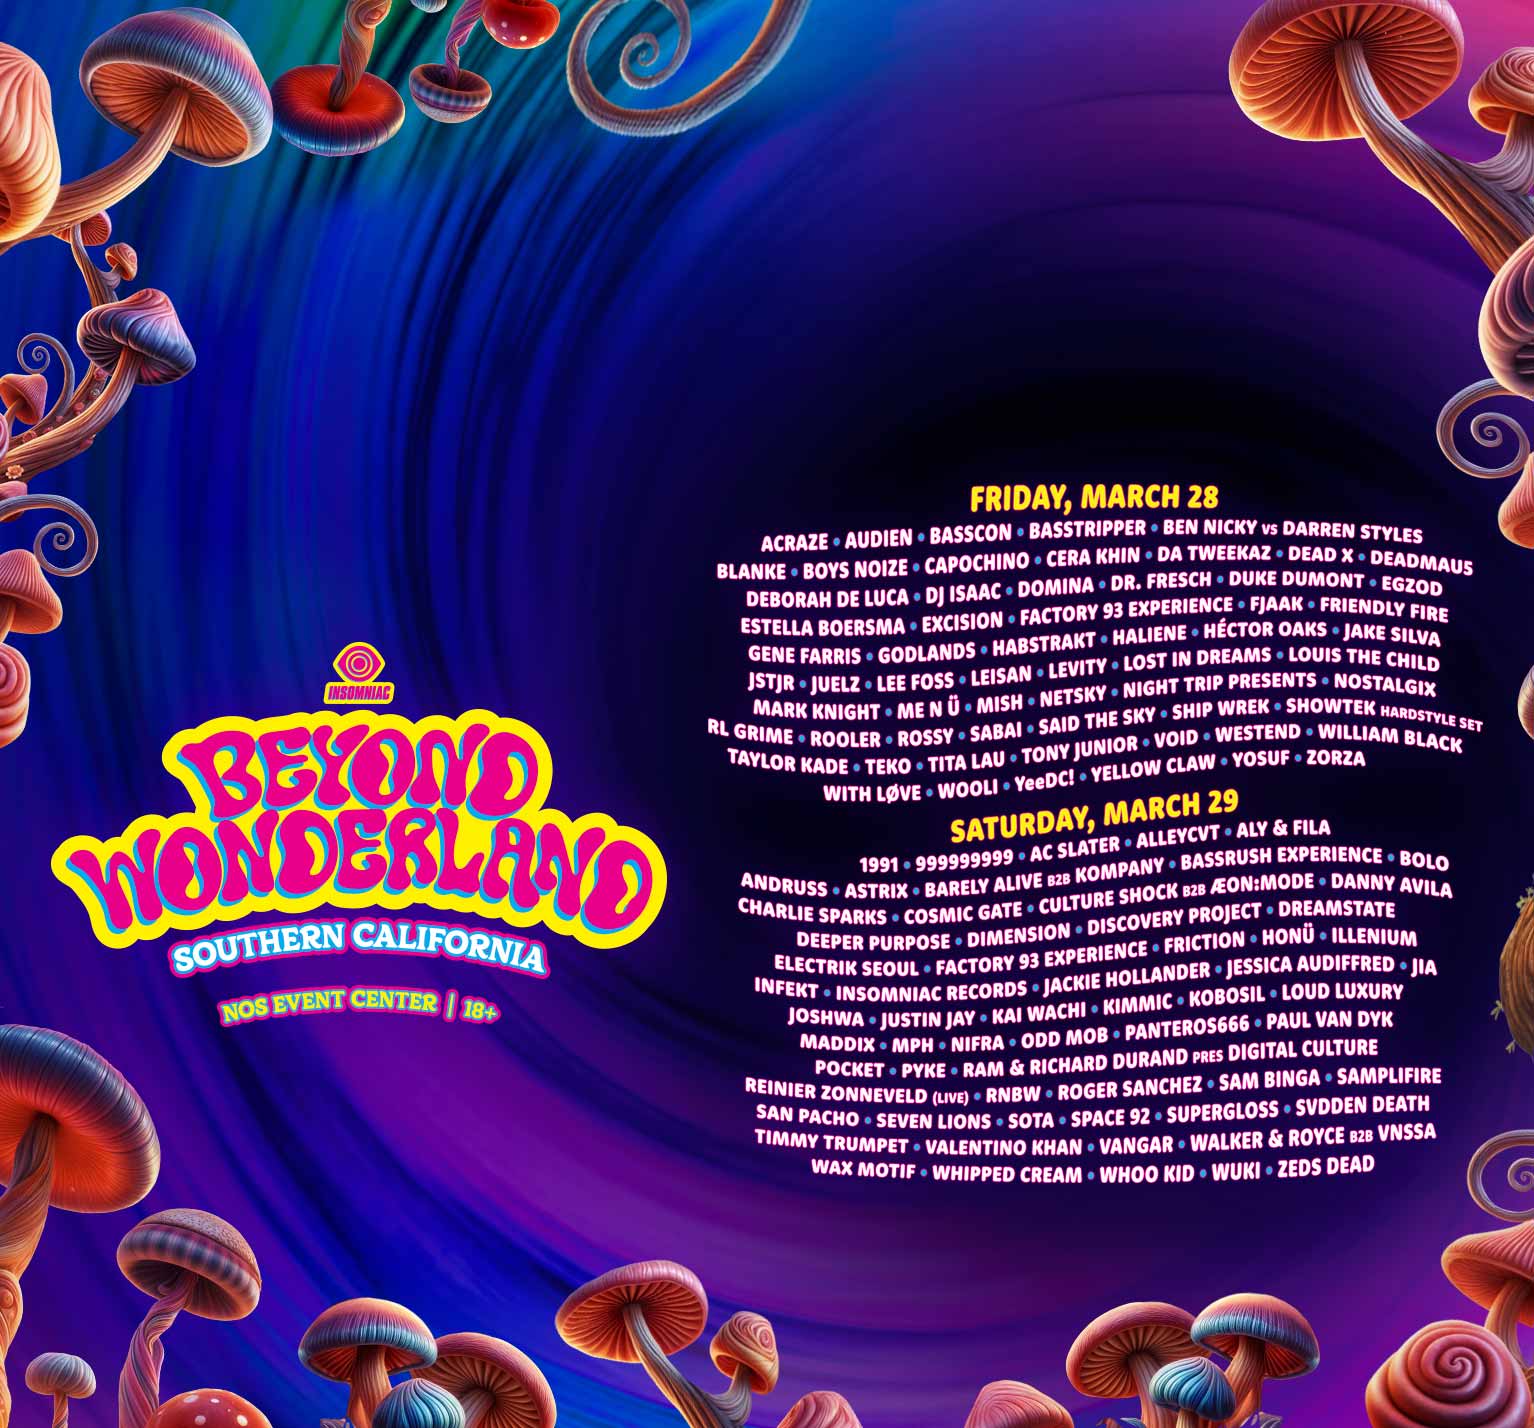 INSOMNIAC
BEYOND
WONDERLAND
SOUTHERN CALIFORNIA
NOS EVENT CENTER | 18+
FRIDAY, MARCH 28
ACRAZE • AUDIEN • BASSCON • BASSTRIPPER • BEN NICKY VS DARREN STYLES
BLANKE • BOYS NOIZE • CAPOCHINO • CERA KHIN • DA TWEEKAZ • DEAD X • DEADMAU5
DEBORAH DE LUCA • DJ ISAAC • DOMINA • DR. FRESCH • DUKE DUMONT • EGZOD
ESTELLA BOERSMA • EXCISION • FACTORY 93 EXPERIENCE • FJAAK • FRIENDLY FIRE
GENE FARRIS • GODLANDS • HABSTRAKT • HALIENE • HÉCTOR OAKS • JAKE SILVA
JSTJR • JUELZ • LEE FOSS • LEISAN • LEVITY • LOST IN DREAMS • LOUIS THE CHILD
MARK KNIGHT • ME N Ü • MISH • NETSKY • NIGHT TRIP PRESENTS • NOSTALGIX
RL GRIME • ROOLER • ROSSY • SABAI • SAID THE SKY • SHIP WREK • SHOWTEK HARDSTYLE SET
TAYLOR KADE • TEKO • TITA LAU • TONY JUNIOR • VOID • WESTEND • WILLIAM BLACK
WITH LØVE • WOOLI • YeeDC! • YELLOW CLAW • YOSUF • ZORZA
SATURDAY, MARCH 29
1991 • 999999999 • AC SLATER • ALLEYCVT • ALY & FILA
ANDRUSS • ASTRIX • BARELY ALIVE B2B KOMPANY • BASSRUSH EXPERIENCE • BOLO
CHARLIE SPARKS • COSMIC GATE • CULTURE SHOCK B2B ÆON:MODE • DANNY AVILA
DEEPER PURPOSE • DIMENSION • DISCOVERY PROJECT • DREAMSTATE
ELECTRIK SEOUL • FACTORY 93 EXPERIENCE • FRICTION • HONÜ • ILLENIUM
INFEKT • INSOMNIAC RECORDS • JACKIE HOLLANDER • JESSICA AUDIFFRED • JIA
JOSHWA • JUSTIN JAY • KAI WACHI • KIMMIC • KOBOSIL • LOUD LUXURY
MADDIX • MPH • NIFRA • ODD MOB • PANTEROS666 • PAUL VAN DYK
POCKET • PYKE • RAM & RICHARD DURAND PRES DIGITAL CULTURE
REINIER ZONNEVELD (LIVE) • RNBW • ROGER SANCHEZ • SAM BINGA • SAMPLIFIRE
SAN PACHO • SEVEN LIONS • SOTA • SPACE 92 • SUPERGLOSS • SVDDEN DEATH
TIMMY TRUMPET • VALENTINO KHAN • VANGAR • WALKER & ROYCE B2B VNSSA
WAX MOTIF • WHIPPED CREAM • WHOO KID • WUKI • ZEDS DEAD